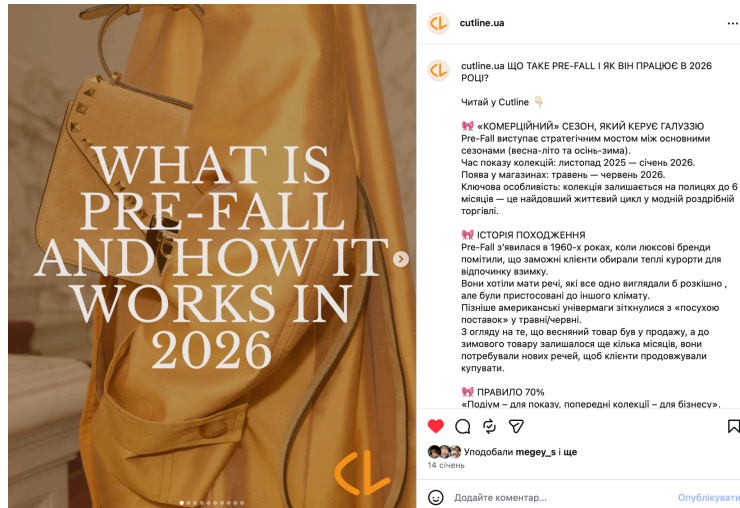 WHAT IS
PRE-FALL
AND HOW IT
WORKS IN
2026
CL
CL
cutline.ua
CL
cutline.ua ЩО ТАКЕ PRE-FALL І ЯК ВІН ПРАЦЮЄ В 2026
РОЦІ?
Читай у Cutline 👇🏻
🎀 «КОМЕРЦІЙНИЙ» СЕЗОН, ЯКИЙ КЕРУЄ ГАЛУЗЗЮ
Pre-Fall виступає стратегічним мостом між основними
сезонами (весна-літо та осінь-зима).
Час показу колекцій: листопад 2025 — січень 2026.
Поява у магазинах: травень — червень 2026.
Ключова особливість: колекція залишається на полицях до 6
місяців — це найдовший життєвий цикл у модній роздрібній
торгівлі.
🎀 ІСТОРІЯ ПОХОДЖЕННЯ
Pre-Fall з’явилася в 1960-х роках, коли люксові бренди
помітили, що заможні клієнти обирали теплі курорти для
відпочинку взимку.
Вони хотіли мати речі, які все одно виглядали б розкішно ,
але були пристосовані до іншого клімату.
Пізніше американські універмаги зіткнулися з «посухою
поставок» у травні/червні.
З огляду на те, що весняний товар був у продажу, а до
зимового товару залишалося ще кілька місяців, вони
потребували нових речей, щоб клієнти продовжували
купувати.
🎀 ПРАВИЛО 70%
«Подіум – для показу, попередні колекції – для бізнесу».
Уподобали megey_s і ще
14 січень
Додайте коментар...
Опублікувати